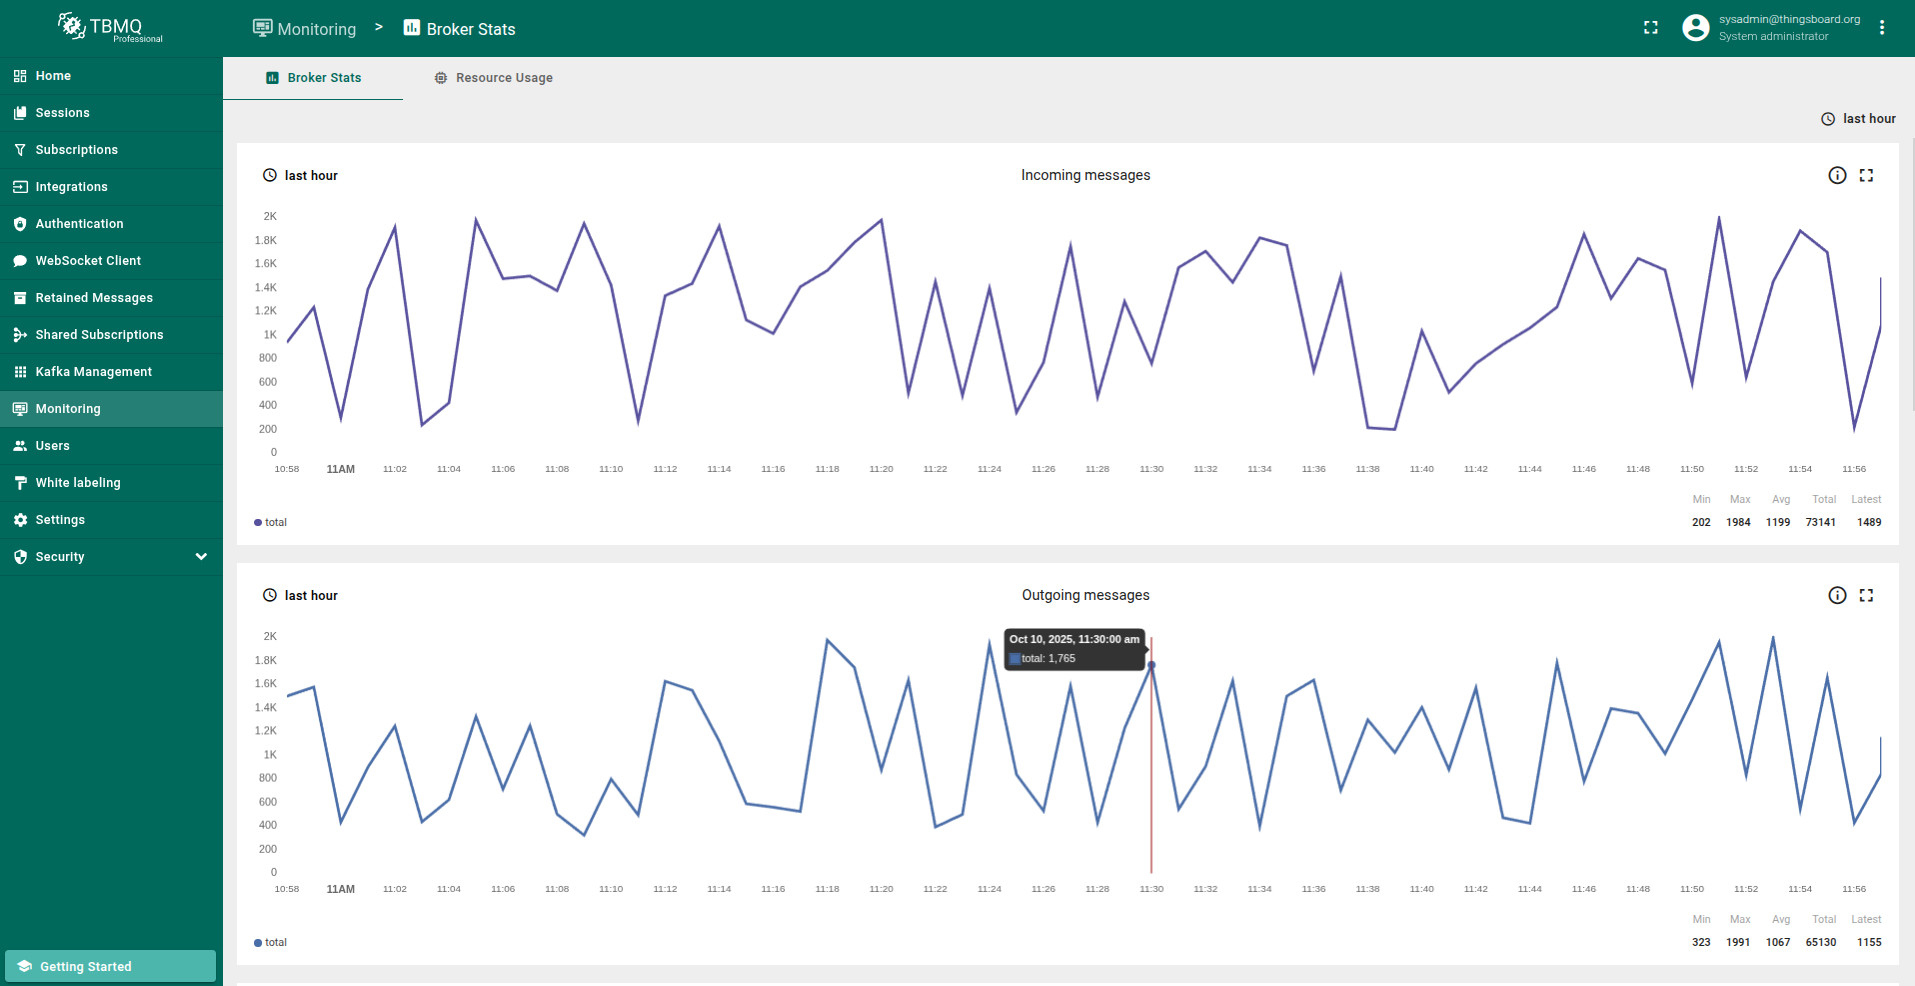 TBMQ
Professional
Monitoring > Broker Stats
sysadmin@thingsboard.org
System administrator
Home
Sessions
Subscriptions
Integrations
Authentication
WebSocket Client
Retained Messages
Shared Subscriptions
Kafka Management
Monitoring
Users
White labeling
Settings
Security
Getting Started
Broker Stats Resource Usage
last hour
last hour Incoming messages
2K
1.8K
1.6K
1.4K
1.2K
1K
800
600
400
200
0
10:58 11AM 11:02 11:04 11:06 11:08 11:10 11:12 11:14 11:16 11:18 11:20 11:22 11:24 11:26 11:28 11:30 11:32 11:34 11:36 11:38 11:40 11:42 11:44 11:46 11:48 11:50 11:52 11:54 11:56
Min Max Avg Total Latest
total 202 1984 1199 73141 1489
last hour Outgoing messages
Oct 10, 2025, 11:30:00 am
total: 1,765
2K
1.8K
1.6K
1.4K
1.2K
1K
800
600
400
200
0
10:58 11AM 11:02 11:04 11:06 11:08 11:10 11:12 11:14 11:16 11:18 11:20 11:22 11:24 11:26 11:28 11:30 11:32 11:34 11:36 11:38 11:40 11:42 11:44 11:46 11:48 11:50 11:52 11:54 11:56
Min Max Avg Total Latest
total 323 1991 1067 65130 1155